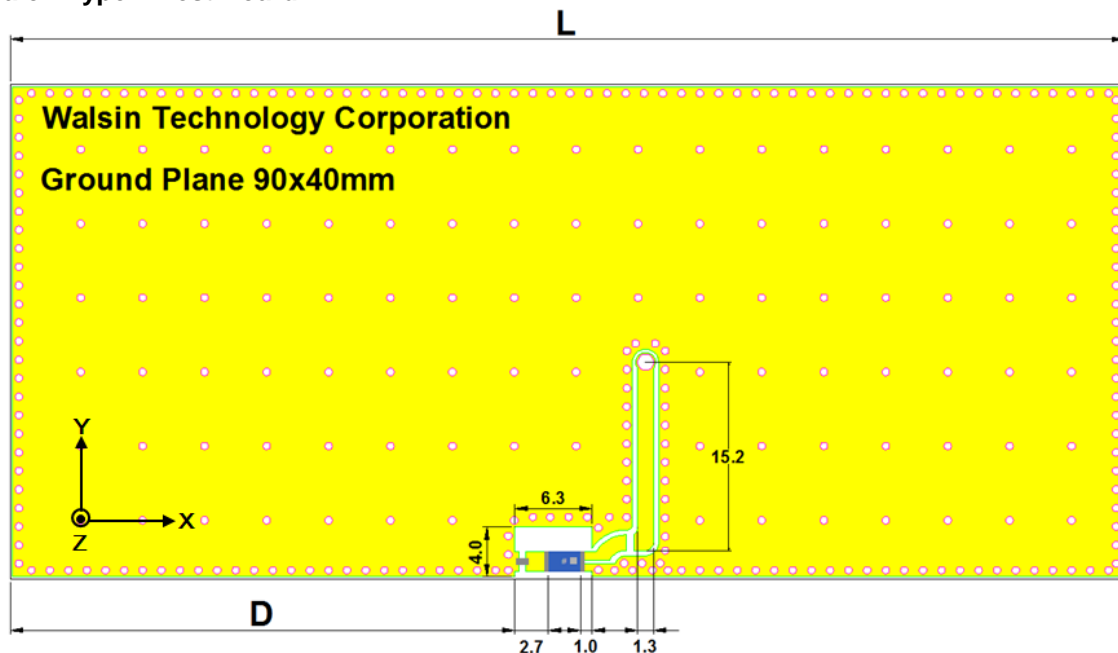 L
Walsin Technology Corporation
Ground Plane 90x40mm
Y
X
Z
15.2
6.3
4.0
D
2.7
1.0
1.3